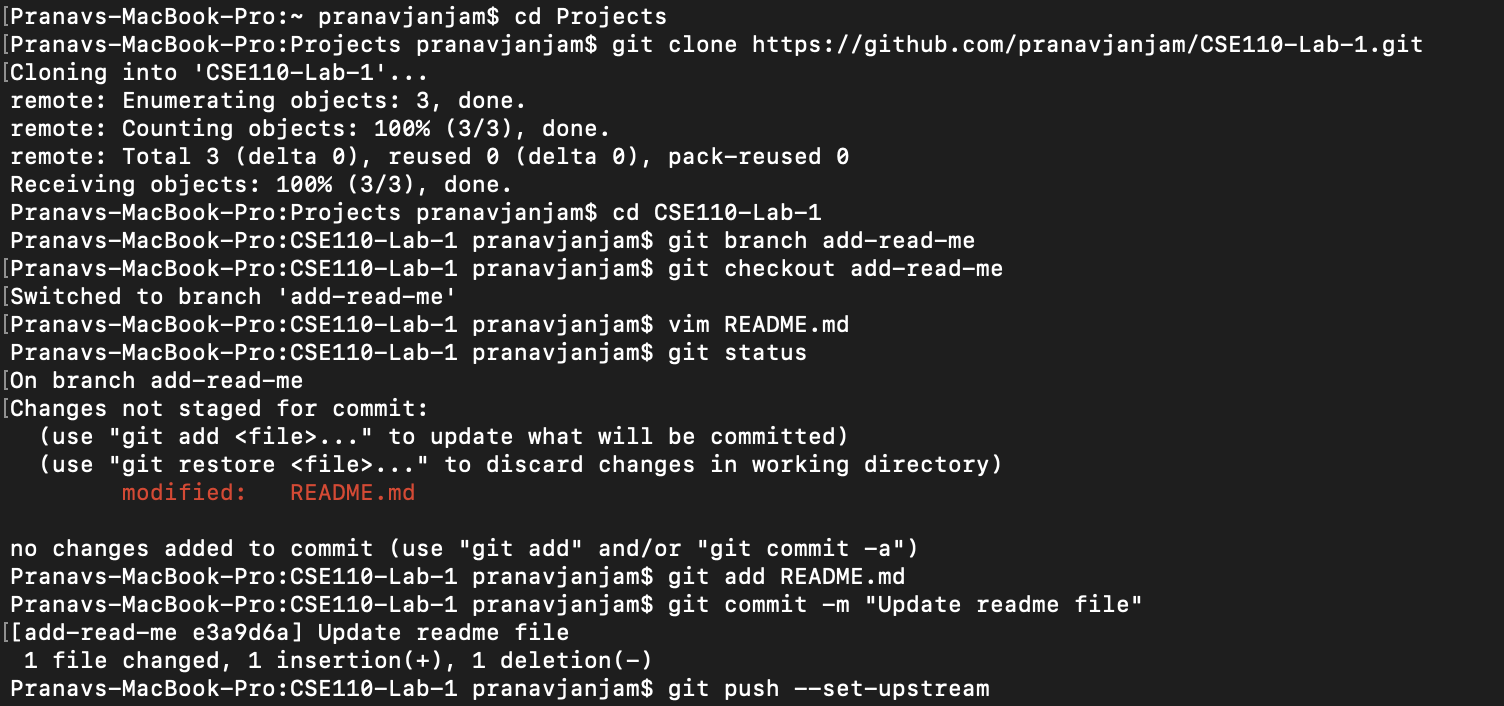 [Pranavs-MacBook-Pro:~ pranavjanjam$ cd Projects
[Pranavs-MacBook-Pro:Projects pranavjanjam$ git clone https://github.com/pranavjanjam/CSE110-Lab-1.git
[Cloning into 'CSE110-Lab-1'...
remote: Enumerating objects: 3, done.
remote: Counting objects: 100% (3/3), done.
remote: Total 3 (delta 0), reused 0 (delta 0), pack-reused 0
Receiving objects: 100% (3/3), done.
Pranavs-MacBook-Pro:Projects pranavjanjam$ cd CSE110-Lab-1
Pranavs-MacBook-Pro:CSE110-Lab-1 pranavjanjam$ git branch add-read-me
[Pranavs-MacBook-Pro:CSE110-Lab-1 pranavjanjam$ git checkout add-read-me
[Switched to branch 'add-read-me'
[Pranavs-MacBook-Pro:CSE110-Lab-1 pranavjanjam$ vim README.md
Pranavs-MacBook-Pro:CSE110-Lab-1 pranavjanjam$ git status
[On branch add-read-me
[Changes not staged for commit:
  (use "git add <file>..." to update what will be committed)
  (use "git restore <file>..." to discard changes in working directory)
        modified:   README.md

no changes added to commit (use "git add" and/or "git commit -a")
Pranavs-MacBook-Pro:CSE110-Lab-1 pranavjanjam$ git add README.md
Pranavs-MacBook-Pro:CSE110-Lab-1 pranavjanjam$ git commit -m "Update readme file"
[[add-read-me e3a9d6a] Update readme file
 1 file changed, 1 insertion(+), 1 deletion(-)
Pranavs-MacBook-Pro:CSE110-Lab-1 pranavjanjam$ git push --set-upstream